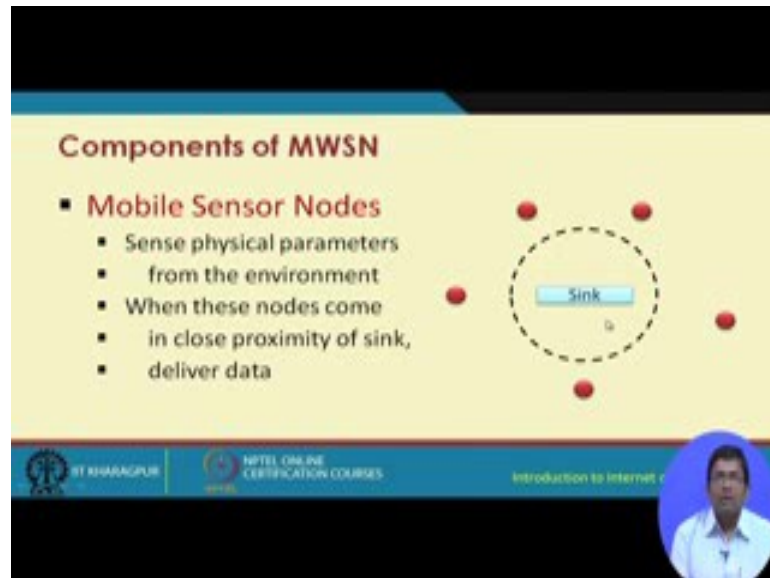 Components of MWSN
▪ Mobile Sensor Nodes
▪ Sense physical parameters
▪ from the environment
▪ When these nodes come
▪ in close proximity of sink,
▪ deliver data
Sink
IIT KHARAGPUR
NPTEL ONLINE
CERTIFICATION COURSES
Introduction to internet